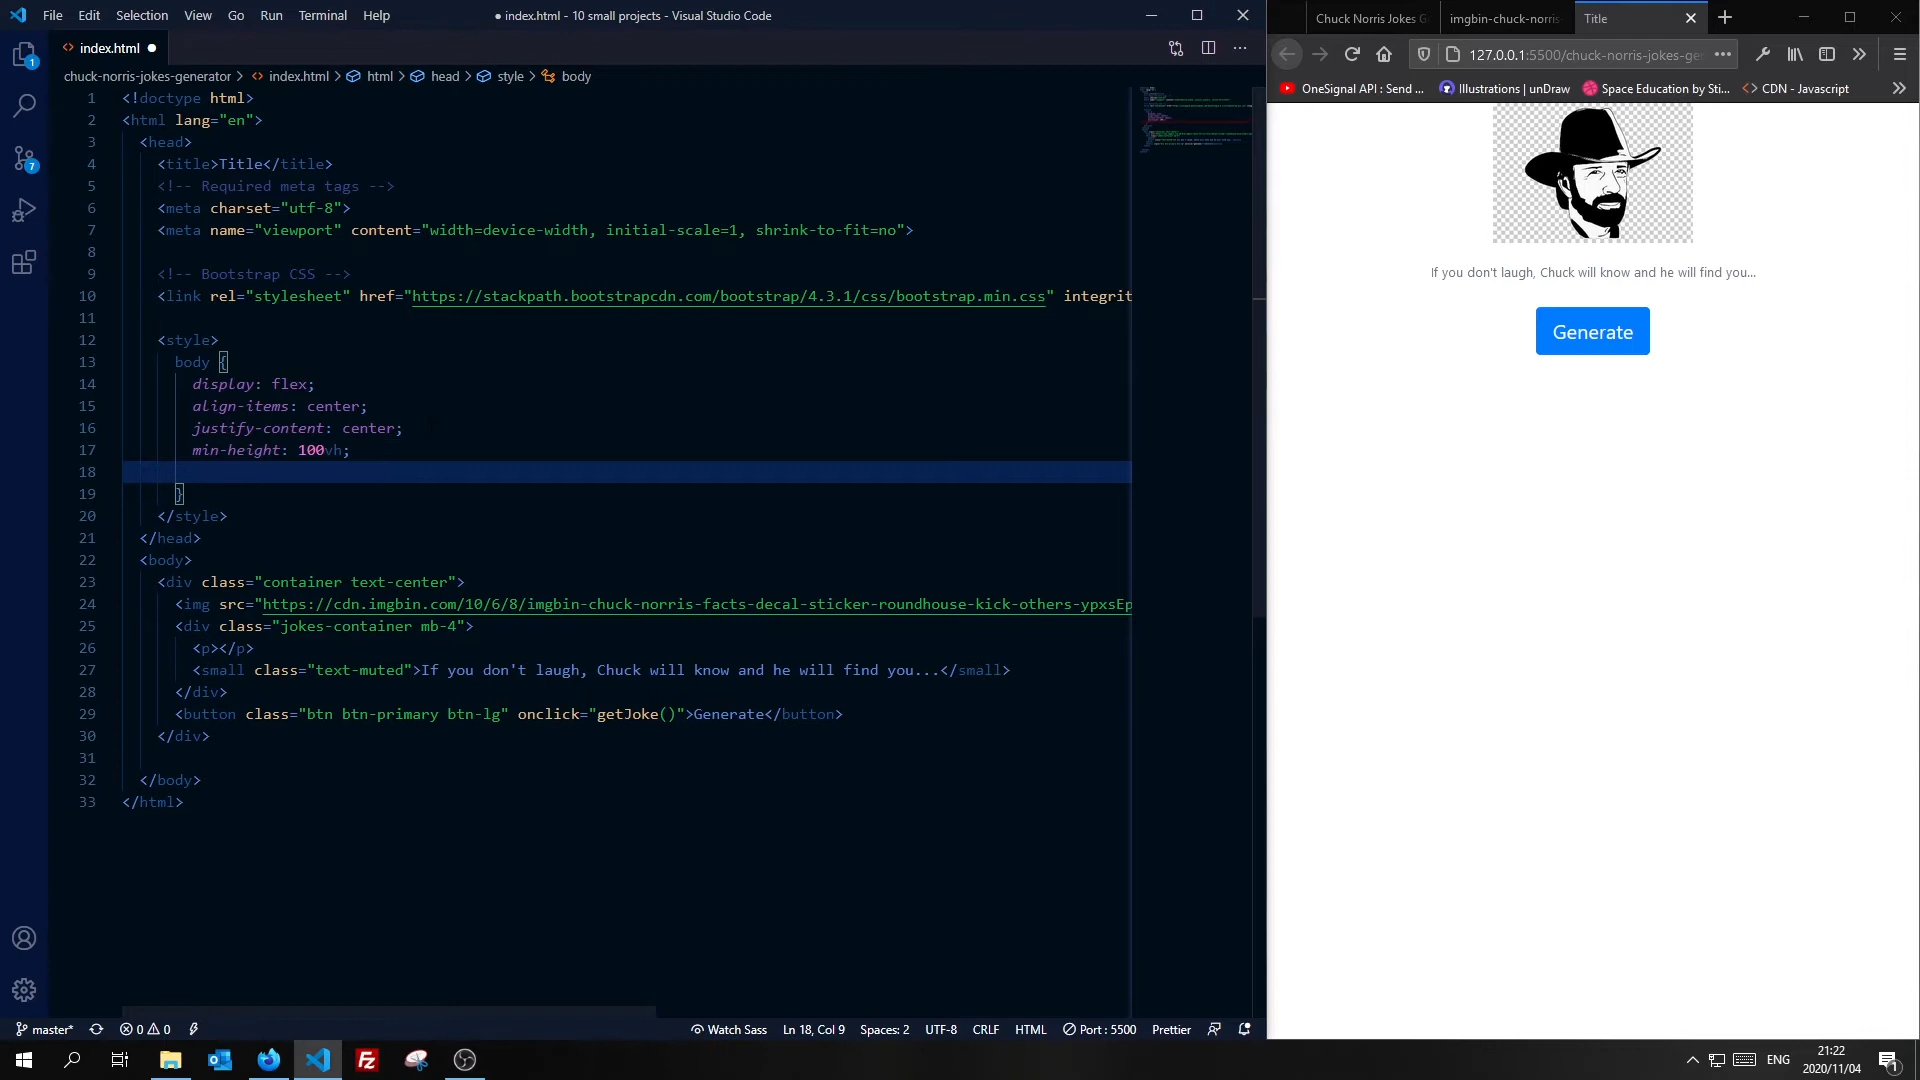 File Edit Selection View Go Run Terminal Help
● index.html - 10 small projects - Visual Studio Code
index.html ●
chuck-norris-jokes-generator > index.html > html > head > style > body
1 <!doctype html>
2 <html lang="en">
3 <head>
4 <title>Title</title>
5 <!-- Required meta tags -->
6 <meta charset="utf-8">
7 <meta name="viewport" content="width=device-width, initial-scale=1, shrink-to-fit=no">
8
9 <!-- Bootstrap CSS -->
10 <link rel="stylesheet" href="https://stackpath.bootstrapcdn.com/bootstrap/4.3.1/css/bootstrap.min.css" integrit
11
12 <style>
13 body {
14 display: flex;
15 align-items: center;
16 justify-content: center;
17 min-height: 100vh;
18
19 }
20 </style>
21 </head>
22 <body>
23 <div class="container text-center">
24 <img src="https://cdn.imgbin.com/10/6/8/imgbin-chuck-norris-facts-decal-sticker-roundhouse-kick-others-ypxsEp
25 <div class="jokes-container mb-4">
26 <p></p>
27 <small class="text-muted">If you don't laugh, Chuck will know and he will find you...</small>
28 </div>
29 <button class="btn btn-primary btn-lg" onclick="getJoke()">Generate</button>
30 </div>
31
32 </body>
33 </html>
1
7
master* 0 0 Watch Sass Ln 18, Col 9 Spaces: 2 UTF-8 CRLF HTML Port : 5500 Prettier
Chuck Norris Jokes G imgbin-chuck-norris- Title
127.0.0.1:5500/chuck-norris-jokes-ge
OneSignal API : Send ... Illustrations | unDraw Space Education by Sti... CDN - Javascript
If you don't laugh, Chuck will know and he will find you...
Generate
ENG
21:22
2020/11/04
1